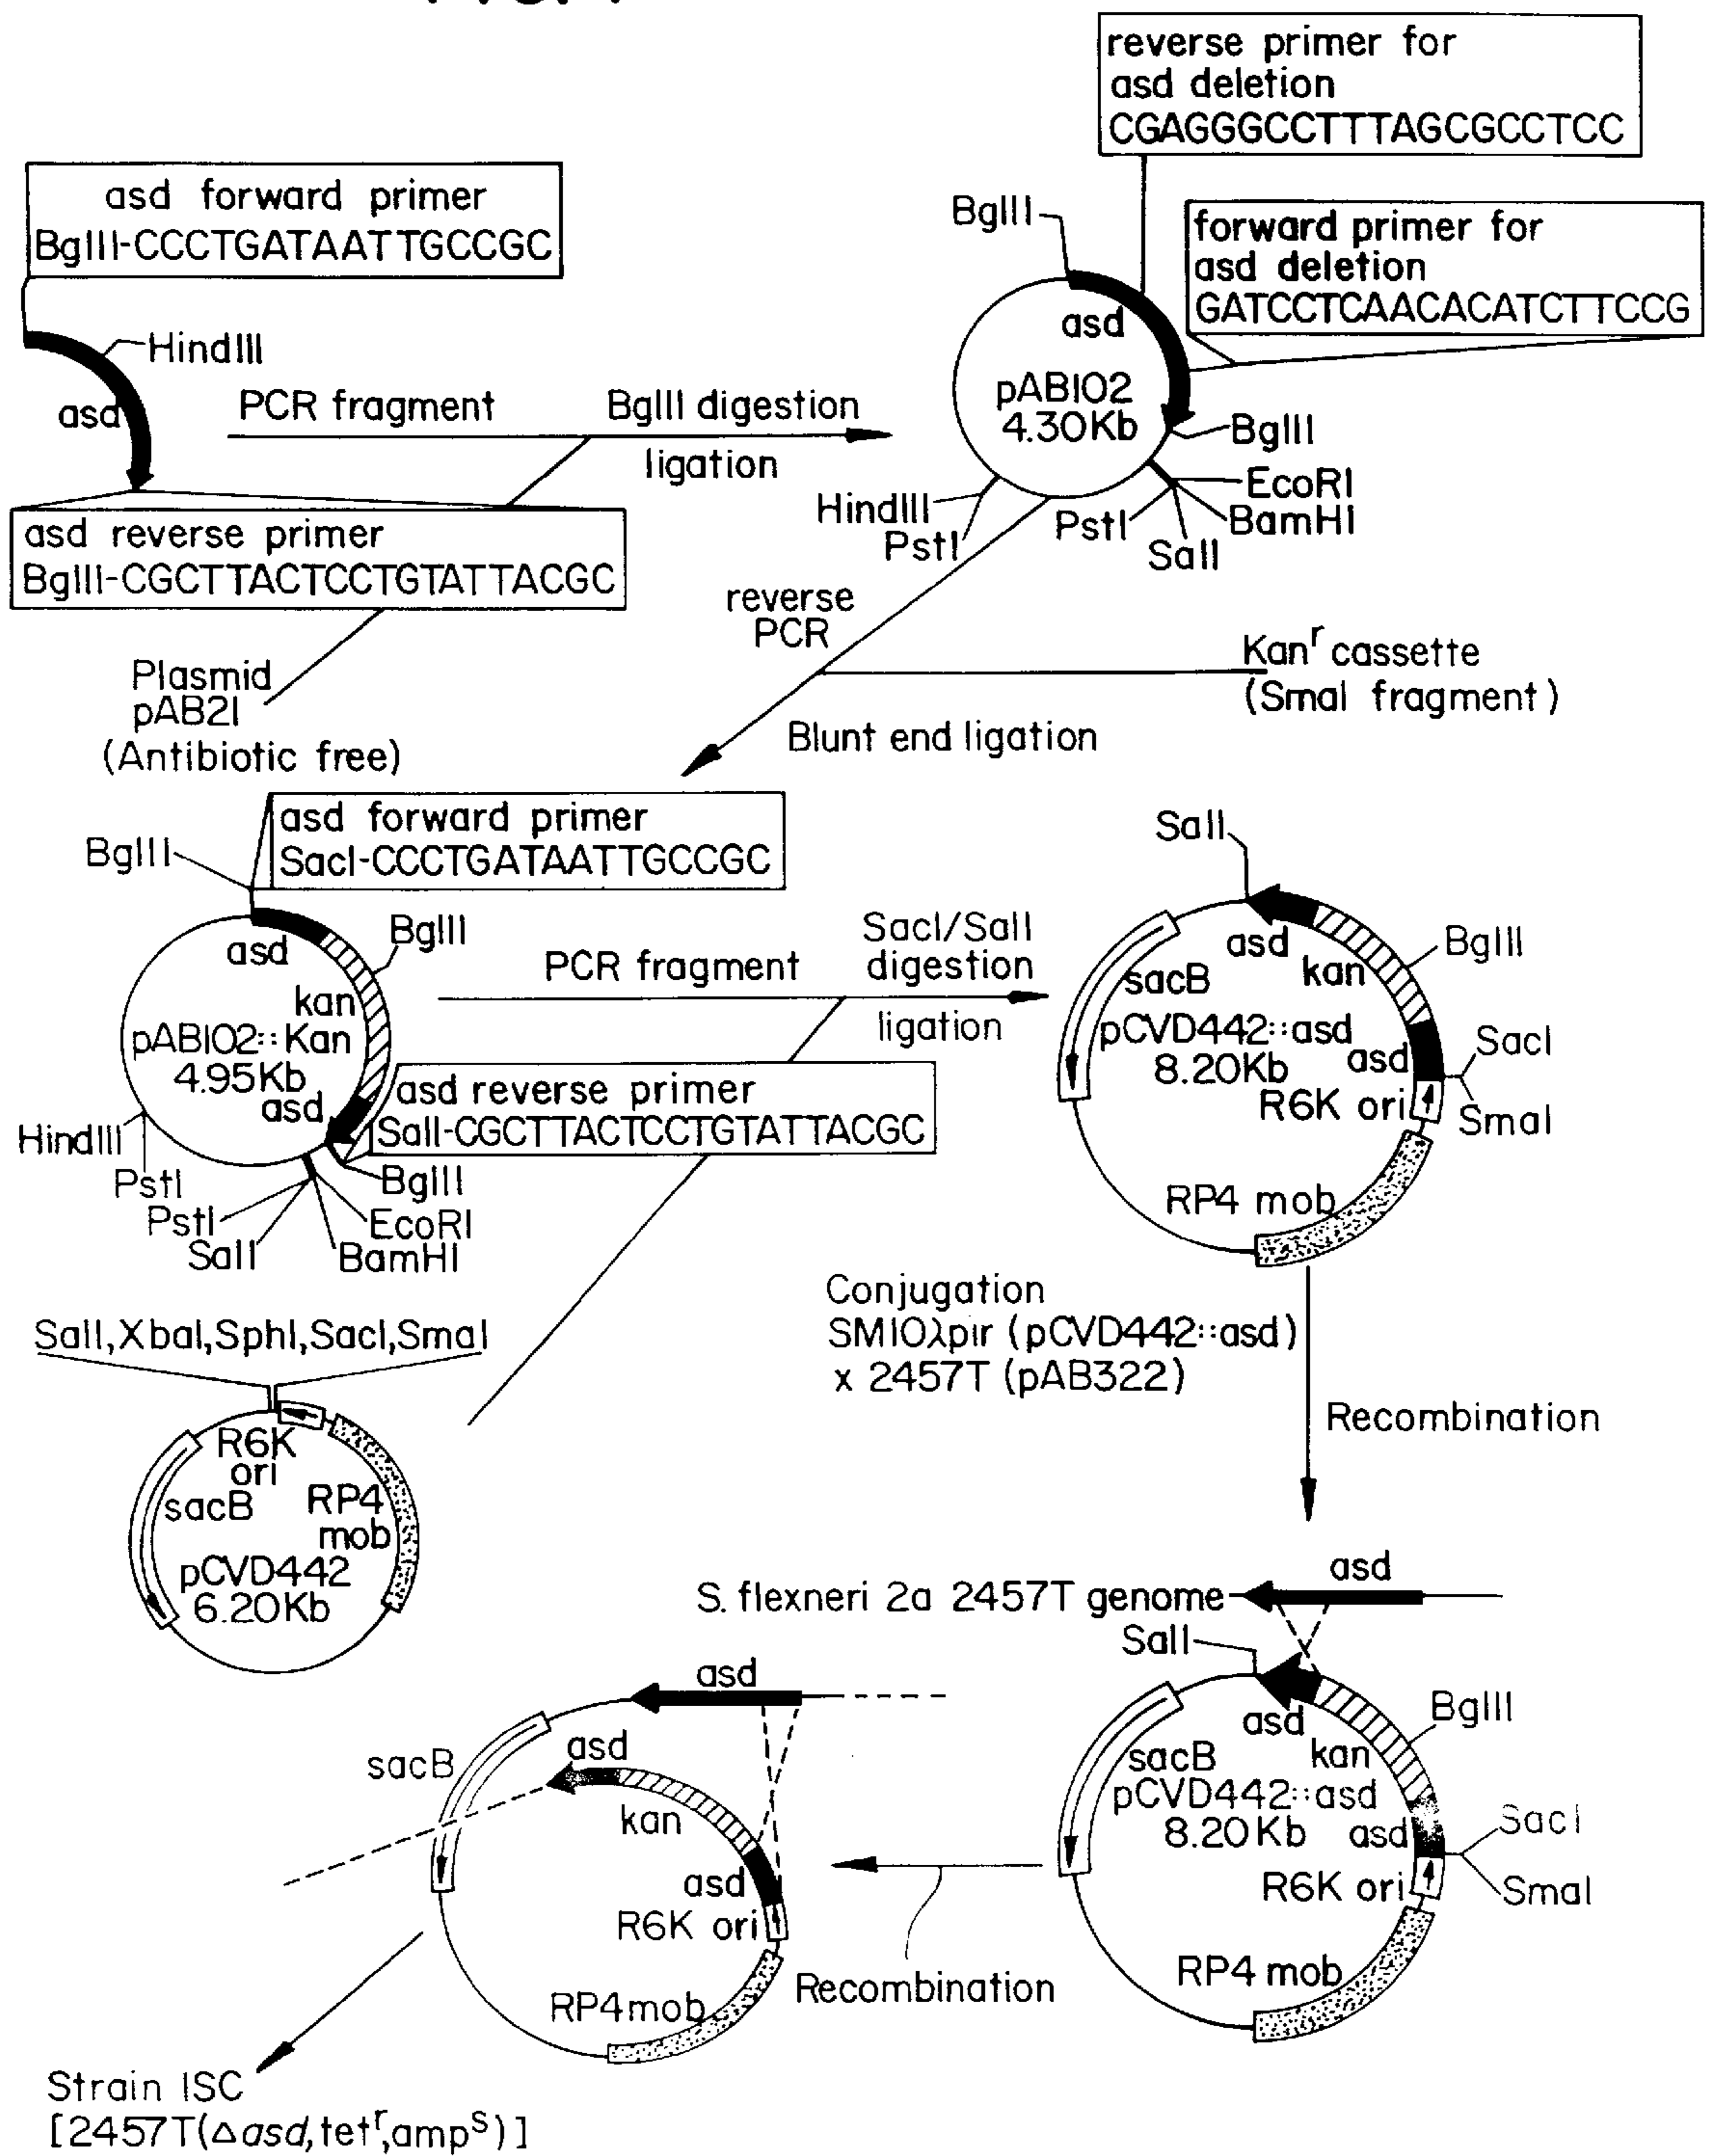 reverse primer for
asd deletion
CGAGGGCCTTTAGCGCCTCC
asd forward primer
BglII-CCCTGATAATTGCCGC
BglII
forward primer for
asd deletion
GATCCTCAACACATCTTCCG
HindIII
asd
PCR fragment
BglII digestion
ligation
asd
pAB102
4.30Kb
BglII
EcoRI
BamHI
SalI
PstI
HindIII
PstI
asd reverse primer
BglII-CGCTTACTCCTGTATTACGC
reverse
PCR
Kanr cassette
(SmaI fragment)
Plasmid
pAB21
(Antibiotic free)
Blunt end ligation
asd forward primer
SacI-CCCTGATAATTGCCGC
BglII
BglII
asd
kan
pAB102::Kan
4.95Kb
asd
PCR fragment
SacI/SalI
digestion
ligation
asd reverse primer
SalI-CGCTTACTCCTGTATTACGC
HindIII
PstI
PstI
SalI
BglII
EcoRI
BamHI
SalI
BglII
asd
kan
sacB
pCVD442::asd
8.20Kb
asd
SacI
SmaI
R6K ori
RP4 mob
SalI,XbaI,SphI,SacI,SmaI
R6K
ori
sacB
RP4
mob
pCVD442
6.20Kb
Conjugation
SM10λpir (pCVD442::asd)
x 2457T (pAB322)
Recombination
asd
S. flexneri 2a 2457T genome
SalI
BglII
asd
kan
sacB
pCVD442::asd
8.20Kb
asd
SacI
SmaI
R6K ori
RP4 mob
Recombination
asd
sacB
asd
kan
asd
R6K ori
RP4 mob
Strain ISC
[2457T(Δasd,tetr,ampS)]